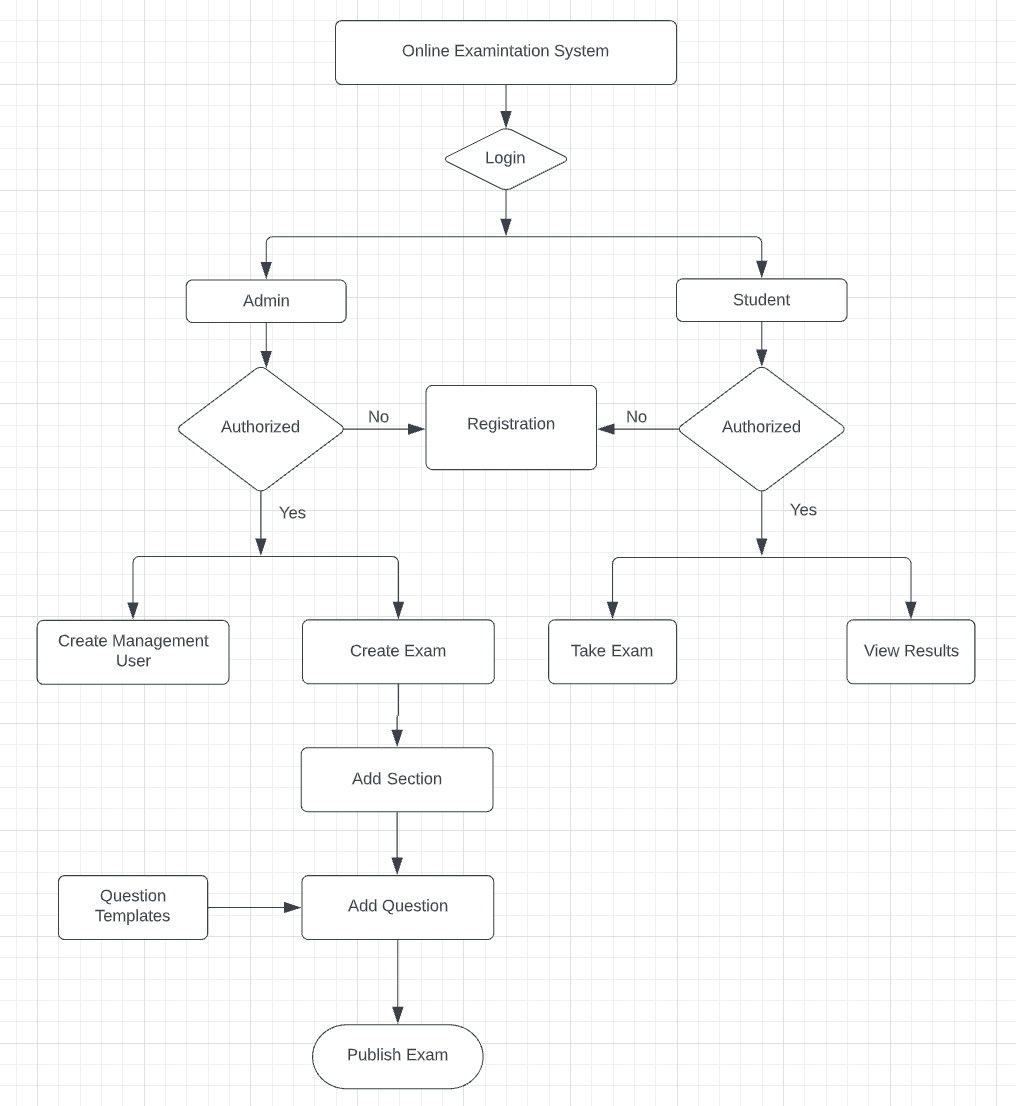 Online Examintation System
Login
Admin
Student
Authorized
No
Registration
No
Authorized
Yes
Yes
Create Management
User
Create Exam
Take Exam
View Results
Add Section
Question
Templates
Add Question
Publish Exam